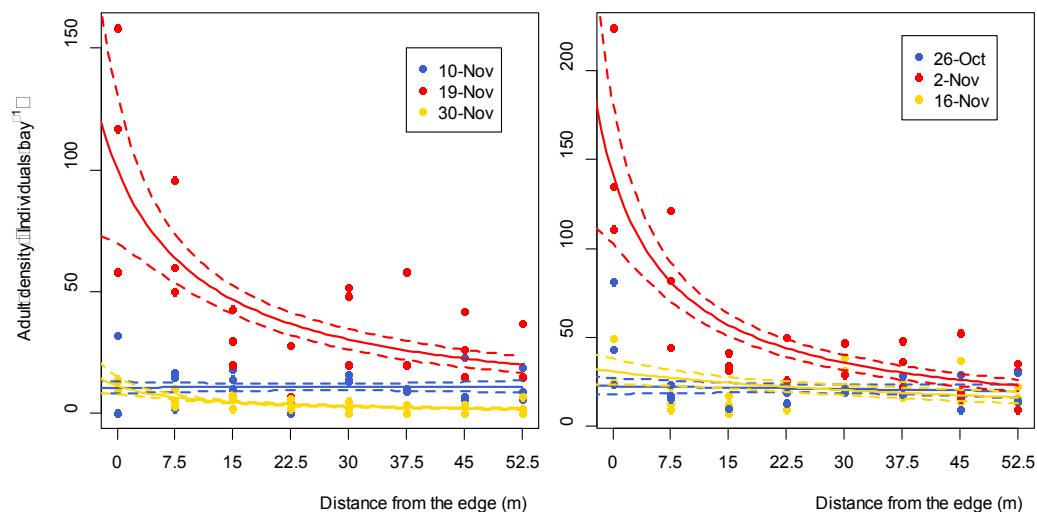 150
100
50
0
Adult density□□Individuals□bay□1□
10-Nov
19-Nov
30-Nov
0 7.5 15 22.5 30 37.5 45 52.5
Distance from the edge (m)
200
150
100
50
0
26-Oct
2-Nov
16-Nov
0 7.5 15 22.5 30 37.5 45 52.5
Distance from the edge (m)